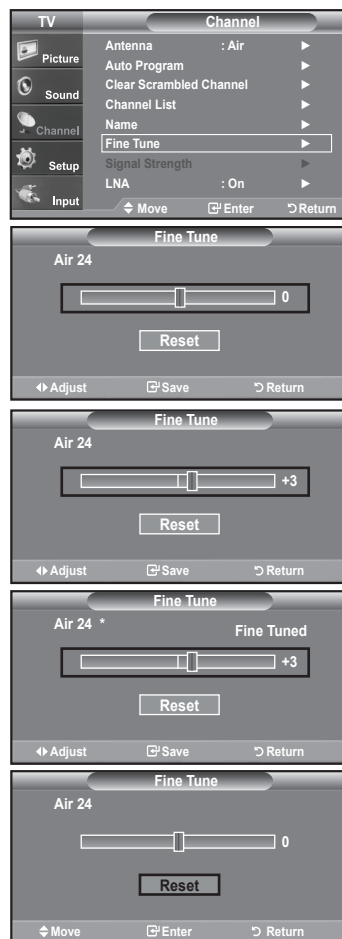 TV Channel
Picture
Sound
Channel
Setup
Input
Antenna : Air
Auto Program
Clear Scrambled Channel
Channel List
Name
Fine Tune
Signal Strength
LNA : On
Move Enter Return
Fine Tune
Air 24
0
Reset
Adjust Save Return
Fine Tune
Air 24
+3
Reset
Adjust Save Return
Fine Tune
Air 24 *
Fine Tuned
+3
Reset
Adjust Save Return
Fine Tune
Air 24
0
Reset
Move Enter Return